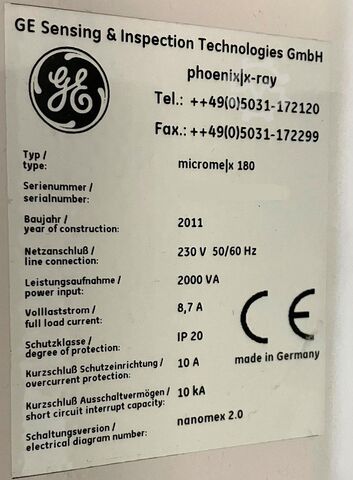 GE Sensing & Inspection Technologies GmbH
GE
phoenix|x-ray
Tel.: ++49(0)5031-172120
Fax.: ++49(0)5031-172299
Typ /
type: microme|x 180
Serienummer /
serialnumber:
Baujahr /
year of construction: 2011
Netzanschluß /
line connection: 230 V 50/60 Hz
Leistungsaufnahme /
power input: 2000 VA
Volllaststrom /
full load current: 8,7 A
Schutzklasse /
degree of protection: IP 20
Kurzschluß Schutzeinrichtung /
overcurrent protection: 10 A
Kurzschluß Ausschaltvermögen /
short circuit interrupt capacity: 10 kA
Schaltungsversion /
electrical diagram number: nanomex 2.0
CE
made in Germany